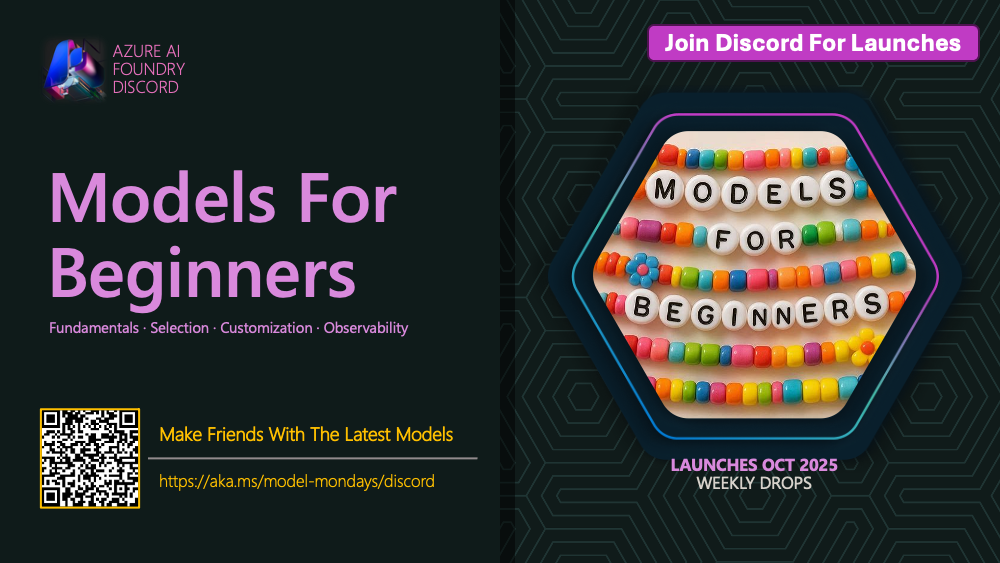 AZURE AI
FOUNDRY
DISCORD
Models For
Beginners
Fundamentals · Selection · Customization · Observability
Make Friends With The Latest Models
https://aka.ms/model-mondays/discord
Join Discord For Launches
MODELS
FOR
BEGINNERS
LAUNCHES OCT 2025
WEEKLY DROPS